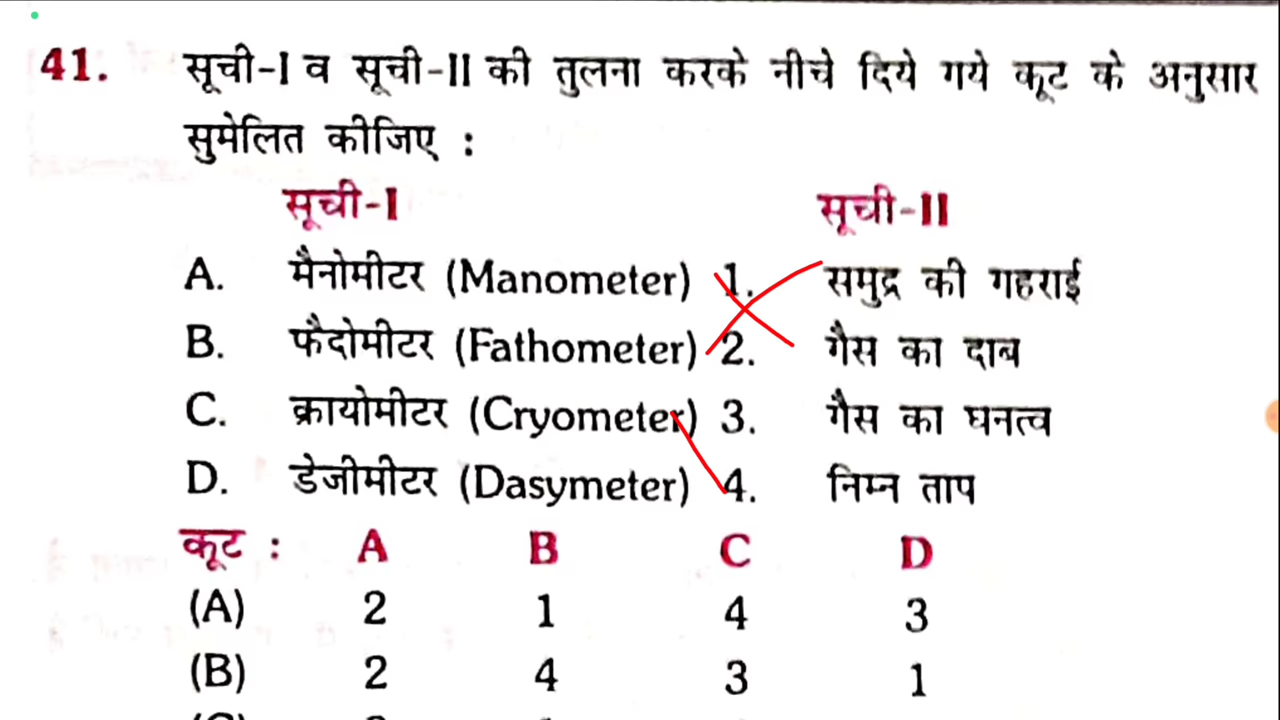 41. सूची-I व सूची-II की तुलना करके नीचे दिये गये कूट के अनुसार
सुमेलित कीजिए :
सूची-I सूची-II
A. मैनोमीटर (Manometer) 1. समुद्र की गहराई
B. फैदोमीटर (Fathometer) 2. गैस का दाब
C. क्रायोमीटर (Cryometer) 3. गैस का घनत्व
D. डेजीमीटर (Dasymeter) 4. निम्न ताप
कूट : A B C D
(A) 2 1 4 3
(B) 2 4 3 1